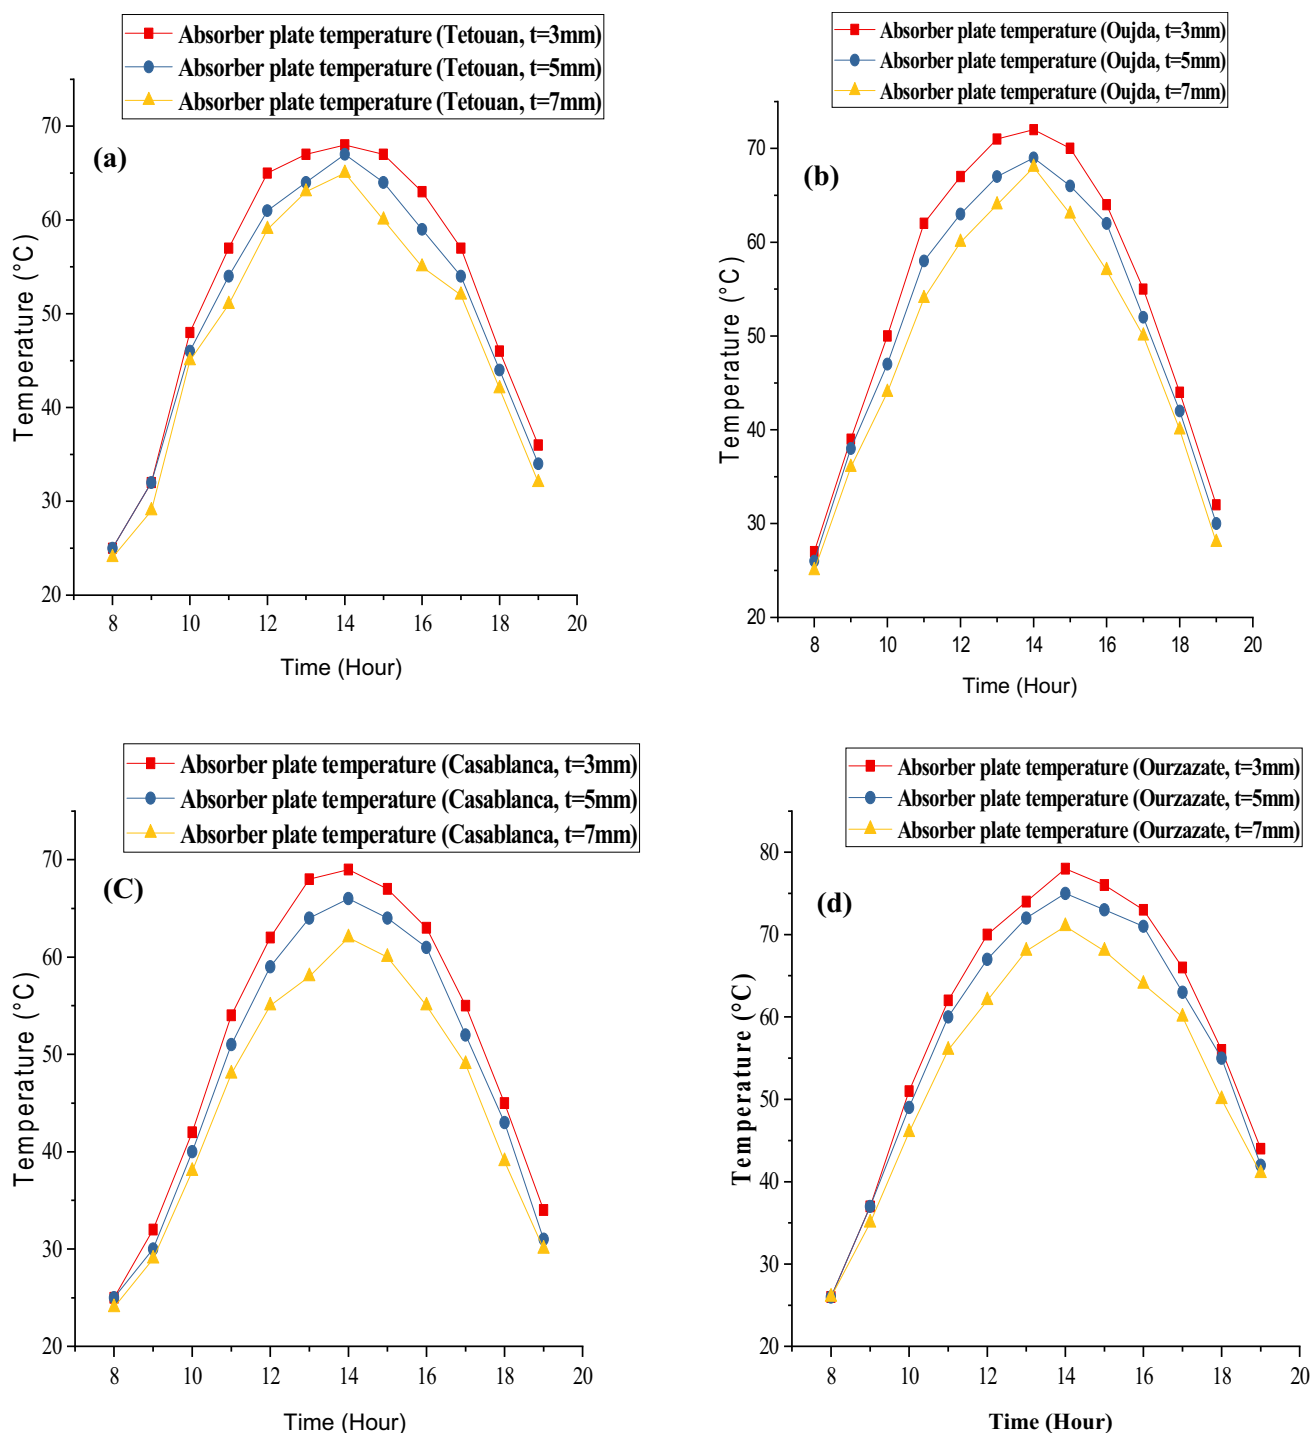 Absorber plate temperature (Tetouan, t=3mm)
Absorber plate temperature (Tetouan, t=5mm)
Absorber plate temperature (Tetouan, t=7mm)
(a)
70
60
50
40
30
20
Temperature (°C)
8 10 12 14 16 18 20
Time (Hour)
Absorber plate temperature (Oujda, t=3mm)
Absorber plate temperature (Oujda, t=5mm)
Absorber plate temperature (Oujda, t=7mm)
(b)
70
60
50
40
30
20
Temperature (°C)
8 10 12 14 16 18 20
Time (Hour)
Absorber plate temperature (Casablanca, t=3mm)
Absorber plate temperature (Casablanca, t=5mm)
Absorber plate temperature (Casablanca, t=7mm)
(C)
70
60
50
40
30
20
Temperature (°C)
8 10 12 14 16 18 20
Time (Hour)
Absorber plate temperature (Ourzazate, t=3mm)
Absorber plate temperature (Ourzazate, t=5mm)
Absorber plate temperature (Ourzazate, t=7mm)
(d)
80
70
60
50
40
30
20
Temperature (°C)
8 10 12 14 16 18 20
Time (Hour)